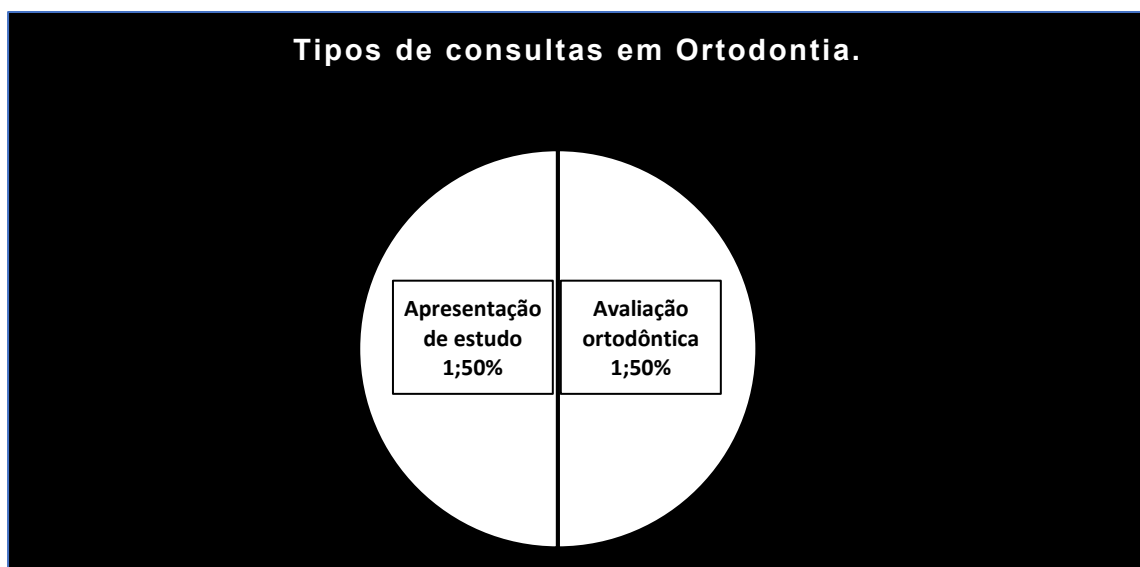 Tipos de consultas em Ortodontia.
Apresentação
de estudo
1;50%
Avaliação
ortodôntica
1;50%